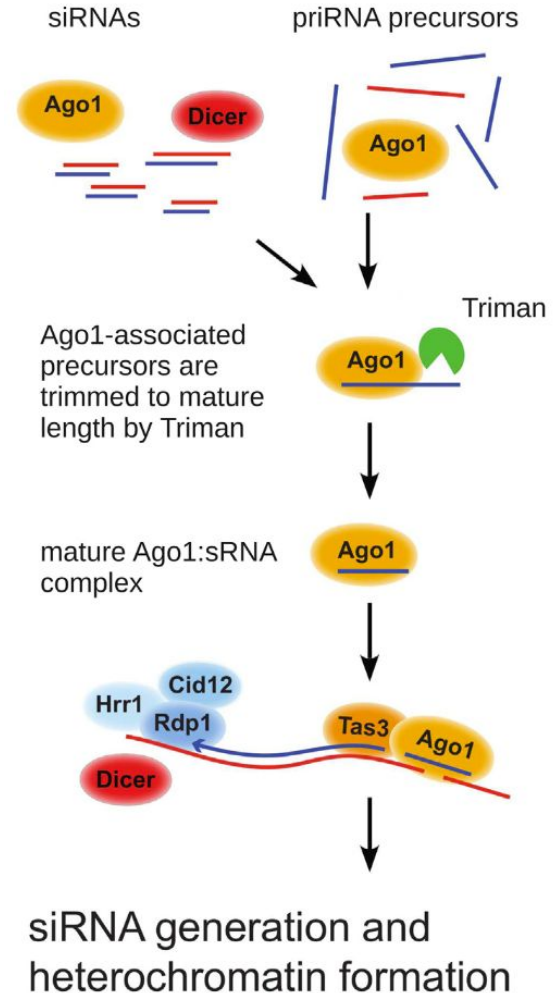 siRNAs
priRNA precursors
Ago1
Dicer
Ago1
Triman
Ago1-associated
precursors are
trimmed to mature
length by Triman
Ago1
mature Ago1:sRNA
complex
Ago1
Cid12
Hrr1
Rdp1
Tas3
Ago1
Dicer
siRNA generation and
heterochromatin formation